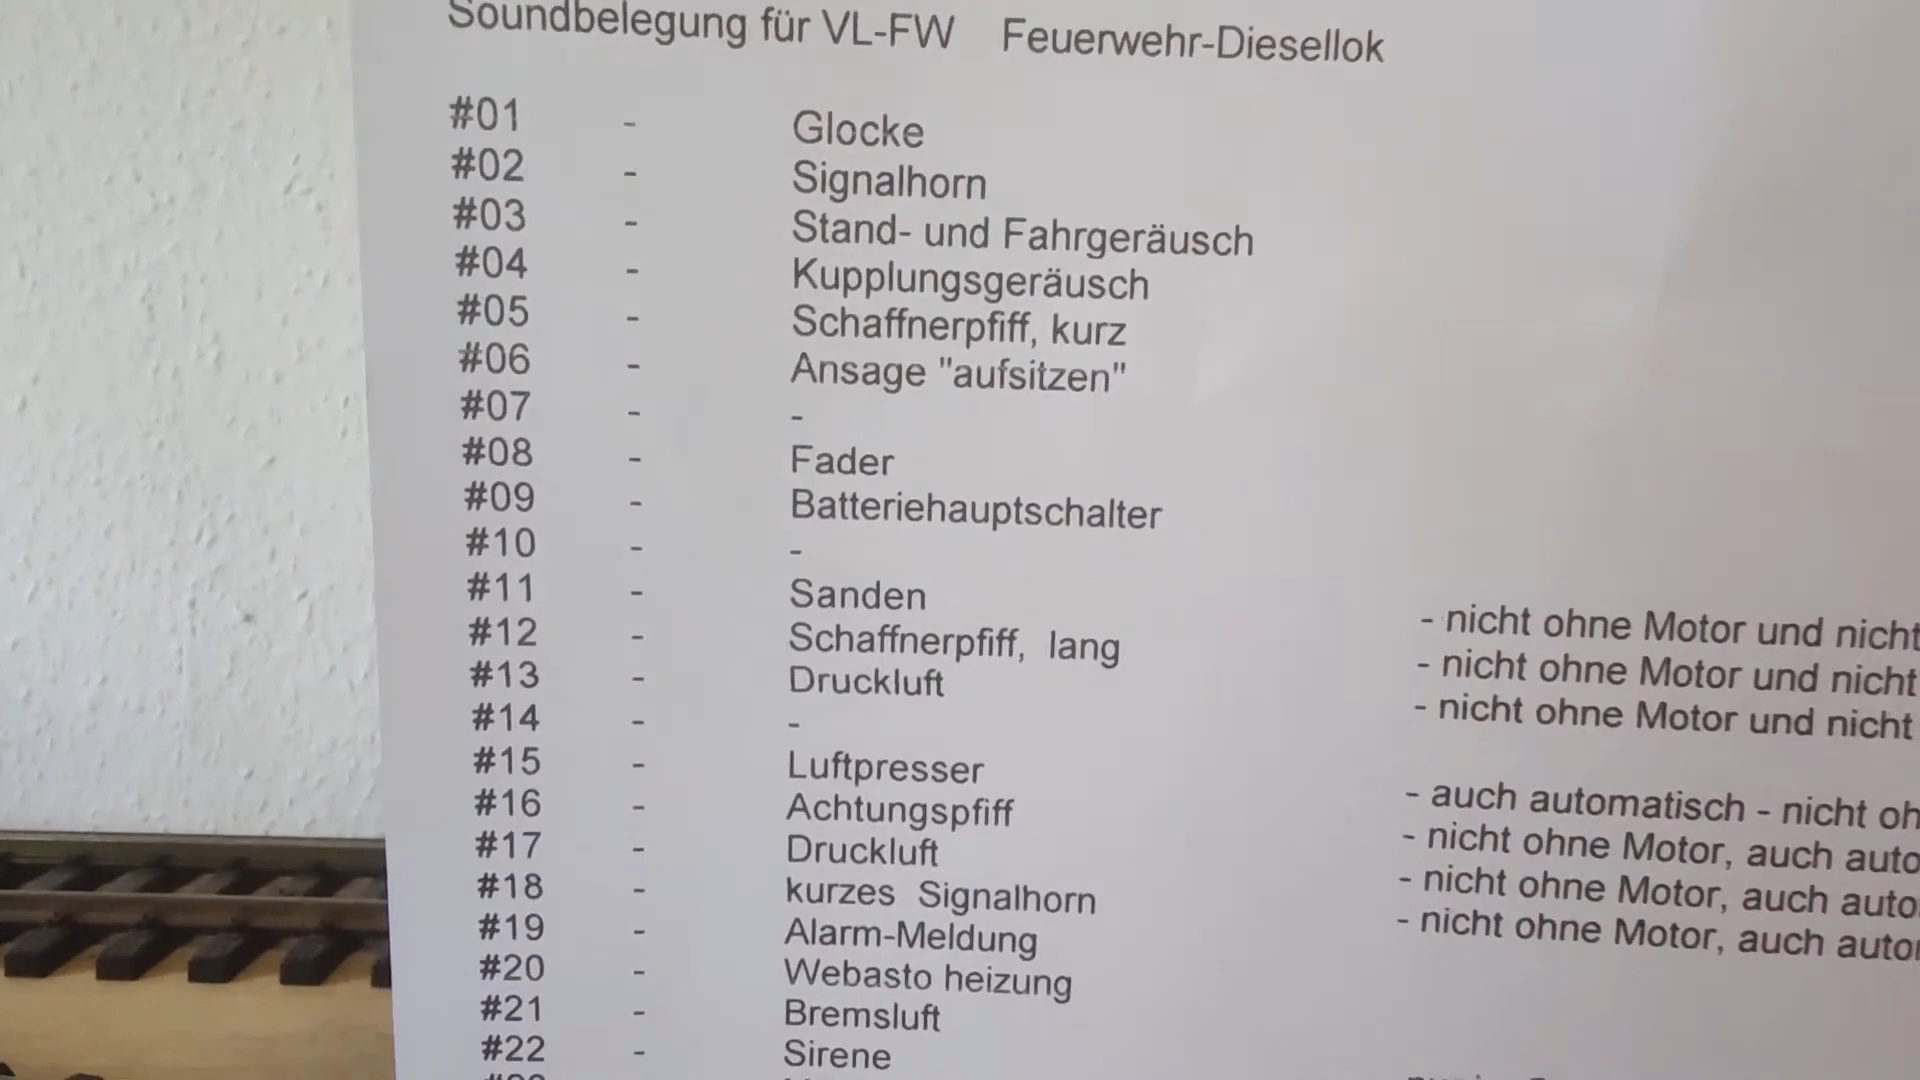 Soundbelegung für VL-FW Feuerwehr-Diesellok
#01 - Glocke
#02 - Signalhorn
#03 - Stand- und Fahrgeräusch
#04 - Kupplungsgeräusch
#05 - Schaffnerpfiff, kurz
#06 - Ansage "aufsitzen"
#07 - -
#08 - Fader
#09 - Batteriehauptschalter
#10 - -
#11 - Sanden - nicht ohne Motor und nicht
#12 - Schaffnerpfiff, lang - nicht ohne Motor und nicht
#13 - Druckluft - nicht ohne Motor und nicht
#14 - -
#15 - Luftpresser - auch automatisch - nicht oh
#16 - Achtungspfiff - nicht ohne Motor, auch auto
#17 - Druckluft - nicht ohne Motor, auch auto
#18 - kurzes Signalhorn - nicht ohne Motor, auch auto
#19 - Alarm-Meldung
#20 - Webasto heizung
#21 - Bremsluft
#22 - Sirene